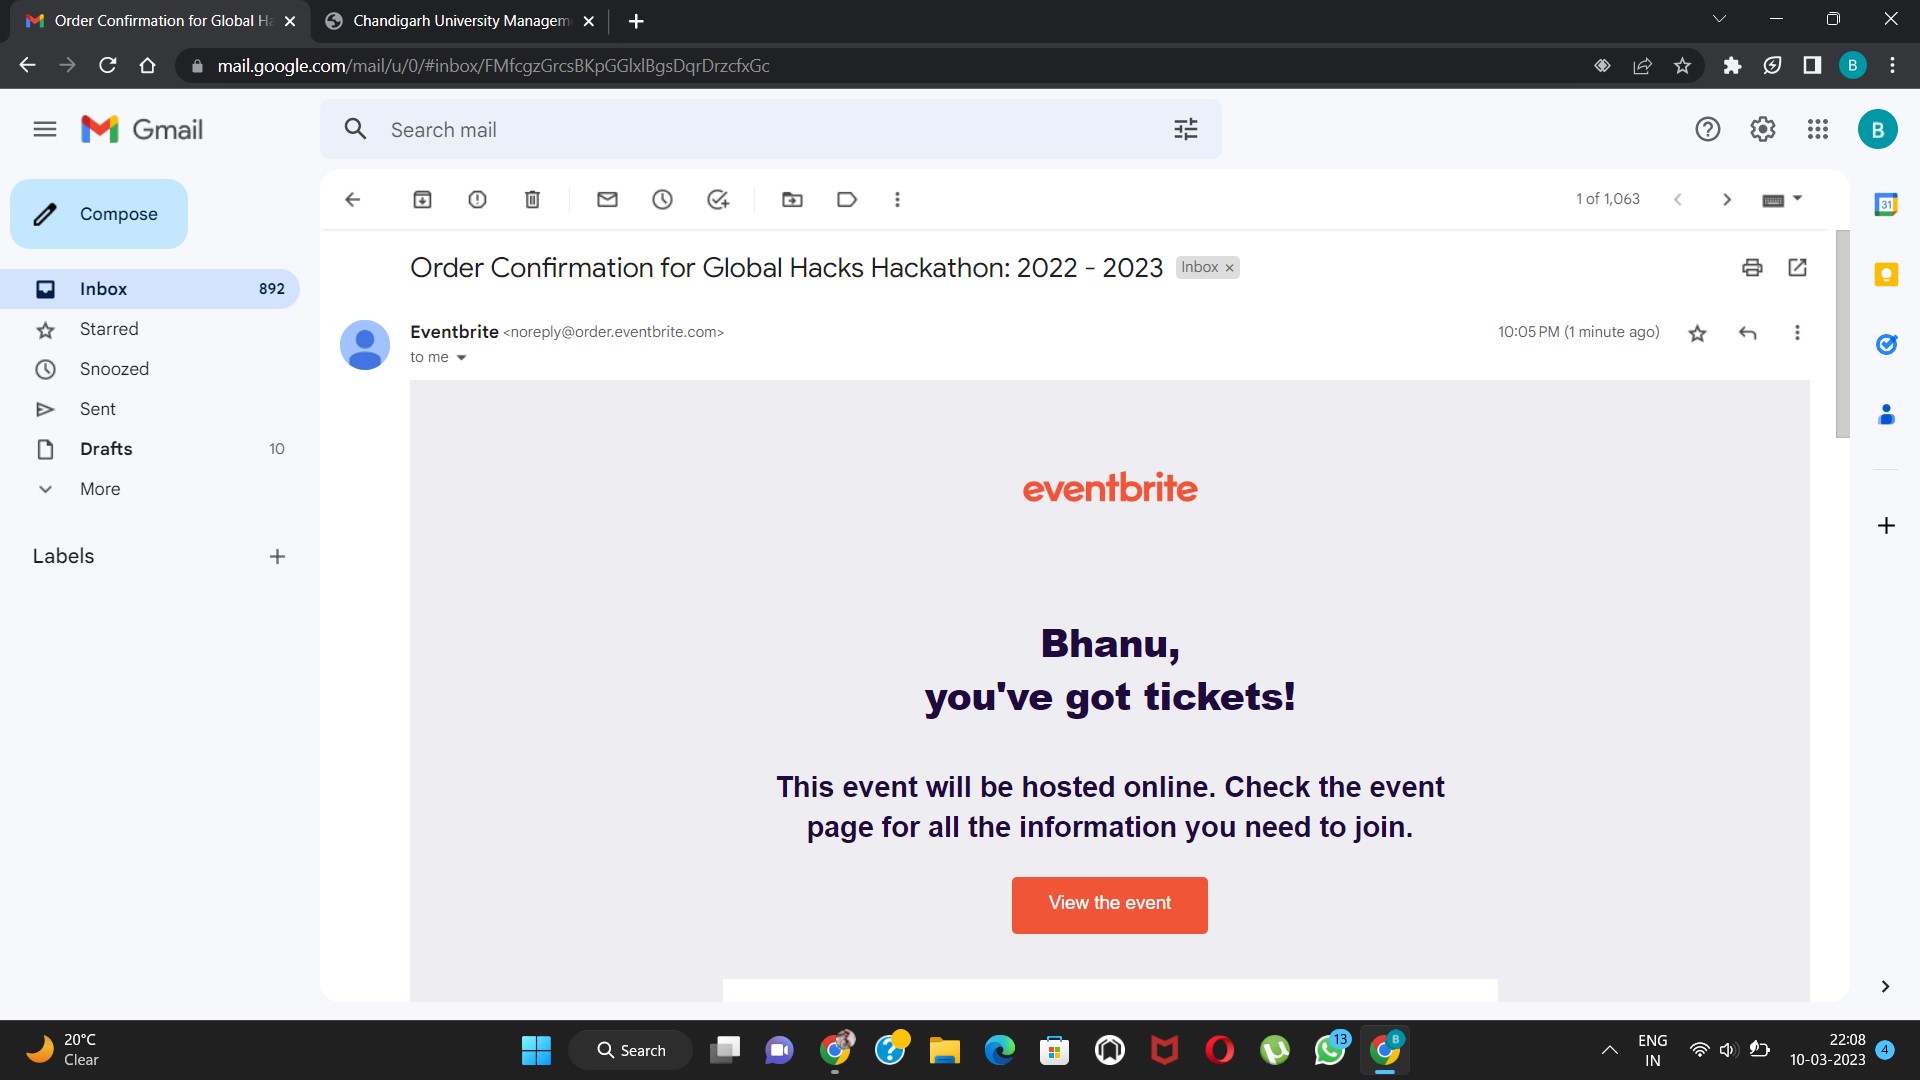 Order Confirmation for Global Ha
Chandigarh University Managem
mail.google.com/mail/u/0/#inbox/FMfcgzGrcsBKpGGlxlBgsDqrDrzcfxGc
B
Gmail
Search mail
B
Compose
1 of 1,063
31
Order Confirmation for Global Hacks Hackathon: 2022 - 2023 Inbox ×
Inbox 892
Starred
Snoozed
Sent
Drafts 10
More
Labels
Eventbrite <noreply@order.eventbrite.com>
10:05 PM (1 minute ago)
to me
eventbrite
Bhanu,
you've got tickets!
This event will be hosted online. Check the event
page for all the information you need to join.
View the event
20°C
Clear
Search
13
B
ENG
IN
22:08
10-03-2023
4